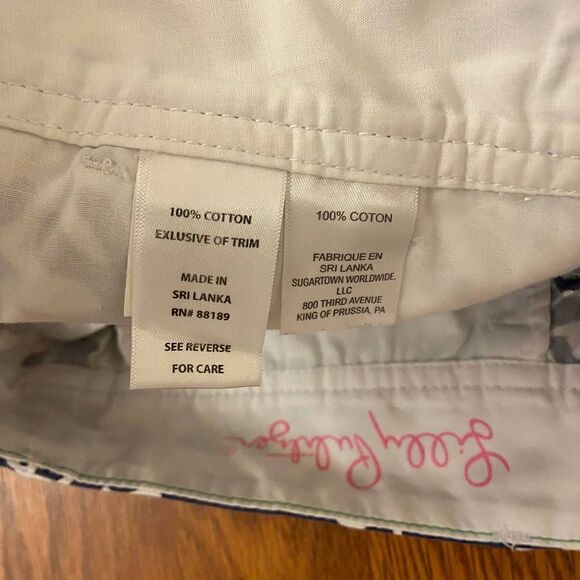 100% COTTON
EXLUSIVE OF TRIM
MADE IN
SRI LANKA
RN# 88189
SEE REVERSE
FOR CARE
100% COTON
FABRIQUE EN
SRI LANKA
SUGARTOWN WORLDWIDE,
LLC
800 THIRD AVENUE
KING OF PRUSSIA, PA
Lilly Pulitzer®